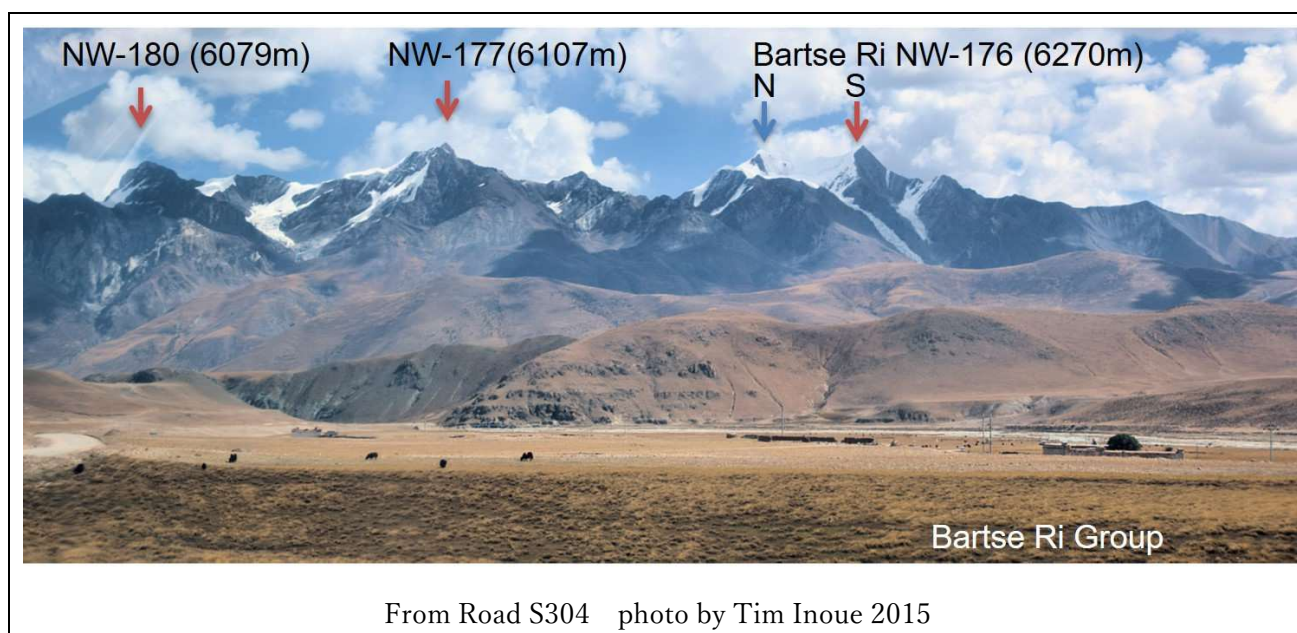 NW-180 (6079m) NW-177(6107m) Bartse Ri NW-176 (6270m)
N S
Bartse Ri Group
From Road S304 photo by Tim Inoue 2015